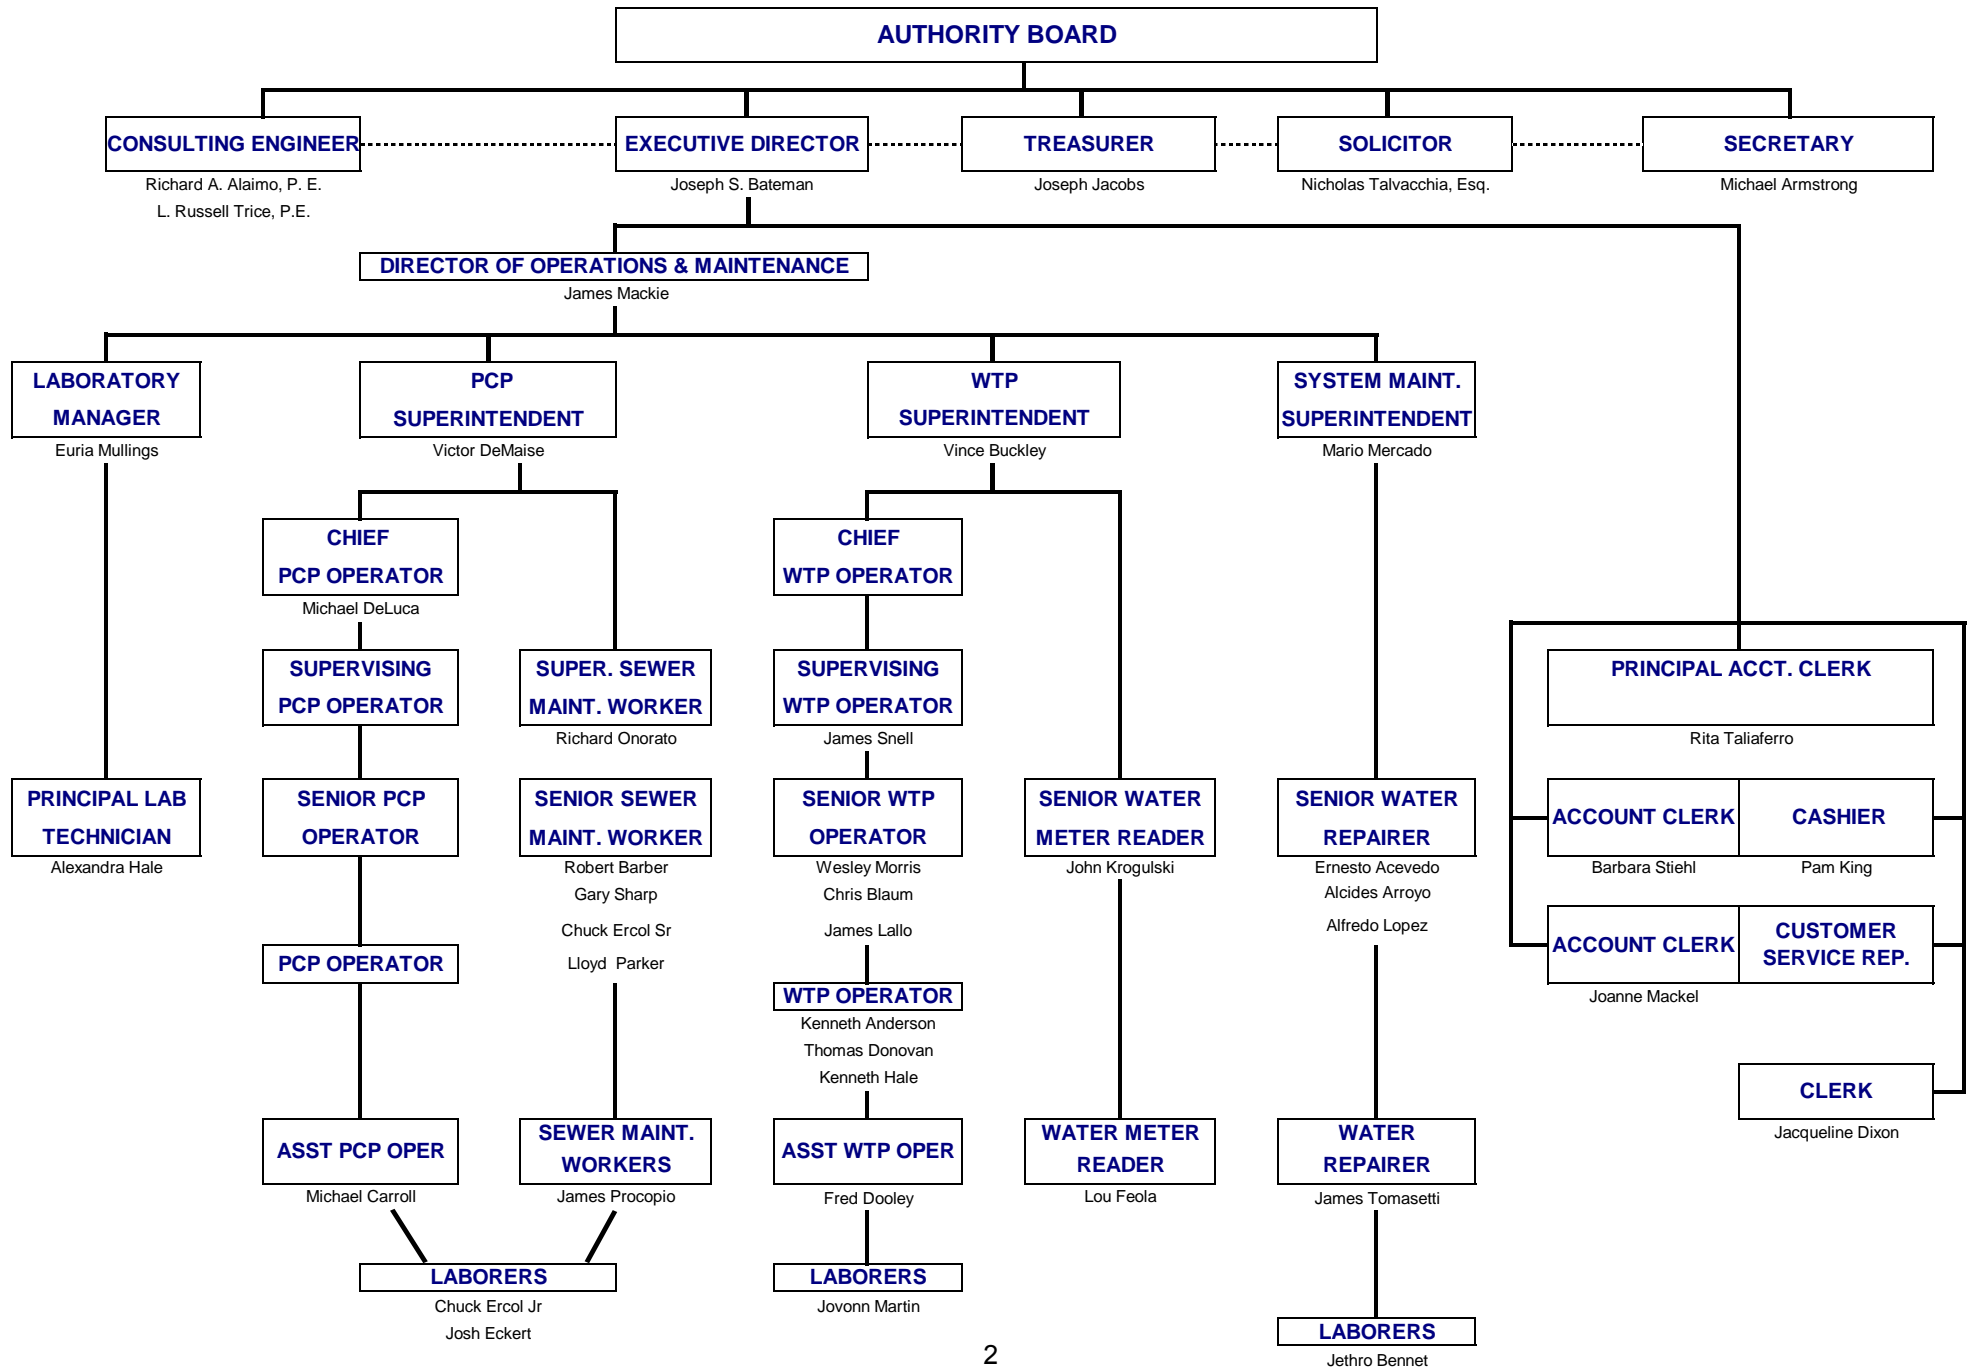 AUTHORITY BOARD
CONSULTING ENGINEER
EXECUTIVE DIRECTOR
TREASURER
SOLICITOR
SECRETARY
Richard A. Alaimo, P. E.
L. Russell Trice, P.E.
Joseph S. Bateman
Joseph Jacobs
Nicholas Talvacchia, Esq.
Michael Armstrong
DIRECTOR OF OPERATIONS & MAINTENANCE
James Mackie
LABORATORY
MANAGER
Euria Mullings
PCP
SUPERINTENDENT
Victor DeMaise
WTP
SUPERINTENDENT
Vince Buckley
SYSTEM MAINT.
SUPERINTENDENT
Mario Mercado
CHIEF
PCP OPERATOR
Michael DeLuca
CHIEF
WTP OPERATOR
SUPERVISING
PCP OPERATOR
SUPER. SEWER
MAINT. WORKER
Richard Onorato
SUPERVISING
WTP OPERATOR
James Snell
PRINCIPAL ACCT. CLERK
Rita Taliaferro
PRINCIPAL LAB
TECHNICIAN
Alexandra Hale
SENIOR PCP
OPERATOR
SENIOR SEWER
MAINT. WORKER
Robert Barber
Gary Sharp
Chuck Ercol Sr
Lloyd  Parker
SENIOR WTP
OPERATOR
Wesley Morris
Chris Blaum
James Lallo
SENIOR WATER
METER READER
John Krogulski
SENIOR WATER
REPAIRER
Ernesto Acevedo
Alcides Arroyo
Alfredo Lopez
ACCOUNT CLERK
Barbara Stiehl
CASHIER
Pam King
ACCOUNT CLERK
Joanne Mackel
CUSTOMER
SERVICE REP.
PCP OPERATOR
WTP OPERATOR
Kenneth Anderson
Thomas Donovan
Kenneth Hale
CLERK
Jacqueline Dixon
ASST PCP OPER
Michael Carroll
SEWER MAINT.
WORKERS
James Procopio
ASST WTP OPER
Fred Dooley
WATER METER
READER
Lou Feola
WATER
REPAIRER
James Tomasetti
LABORERS
Chuck Ercol Jr
Josh Eckert
LABORERS
Jovonn Martin
LABORERS
Jethro Bennet
2